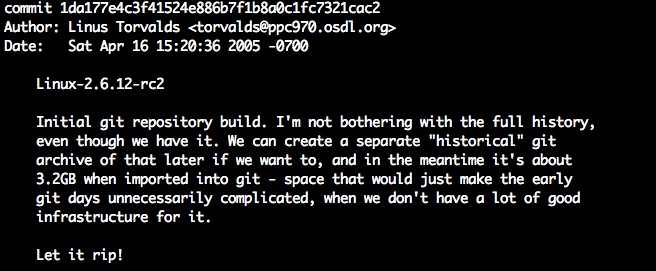 commit 1da177e4c3f41524e886b7f1b8a0c1fc7321cac2
Author: Linus Torvalds <torvalds@ppc970.osdl.org>
Date:   Sat Apr 16 15:20:36 2005 -0700
Linux-2.6.12-rc2
Initial git repository build. I'm not bothering with the full history,
even though we have it. We can create a separate "historical" git
archive of that later if we want to, and in the meantime it's about
3.2GB when imported into git - space that would just make the early
git days unnecessarily complicated, when we don't have a lot of good
infrastructure for it.
Let it rip!